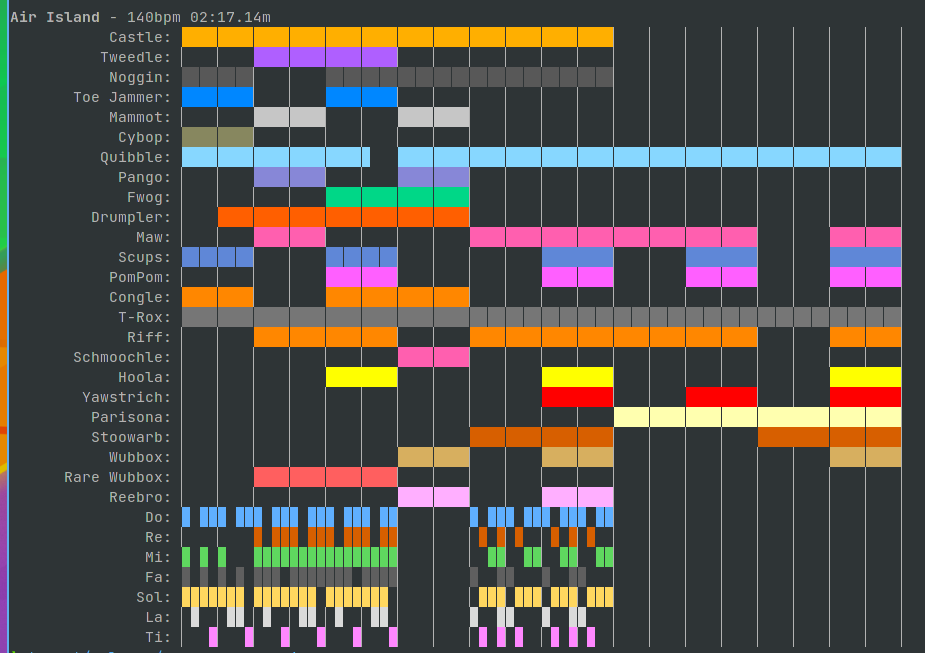 Air Island - 140bpm 02:17.14m
Castle:
Tweedle:
Noggin:
Toe Jammer:
Mammot:
Cybop:
Quibble:
Pango:
Fwog:
Drumpler:
Maw:
Scups:
PomPom:
Congle:
T-Rox:
Riff:
Schmoochle:
Hoola:
Yawstrich:
Parisona:
Stoowarb:
Wubbox:
Rare Wubbox:
Reebro:
Do:
Re:
Mi:
Fa:
Sol:
La:
Ti: